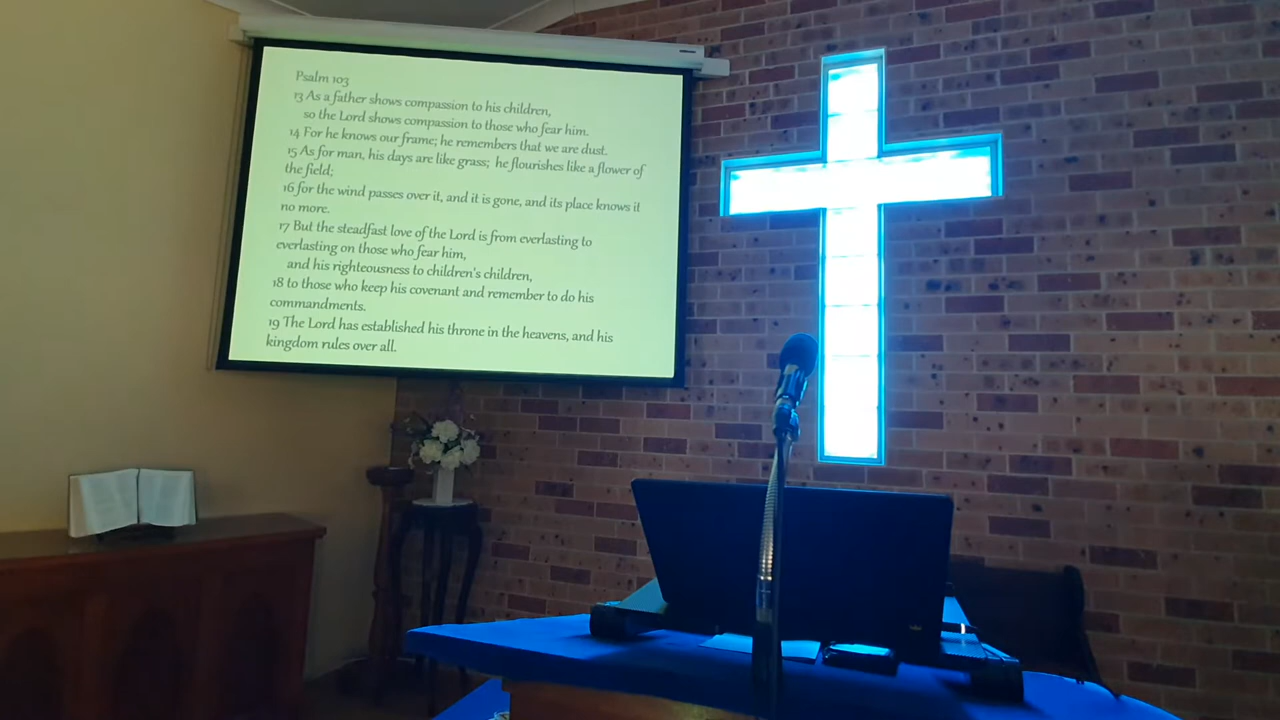 Psalm 103
13 As a father shows compassion to his children,
so the Lord shows compassion to those who fear him.
14 For he knows our frame; he remembers that we are dust.
15 As for man, his days are like grass; he flourishes like a flower of
the field;
16 for the wind passes over it, and it is gone, and its place knows it
no more.
17 But the steadfast love of the Lord is from everlasting to
everlasting on those who fear him,
and his righteousness to children's children,
18 to those who keep his covenant and remember to do his
commandments.
19 The Lord has established his throne in the heavens, and his
kingdom rules over all.